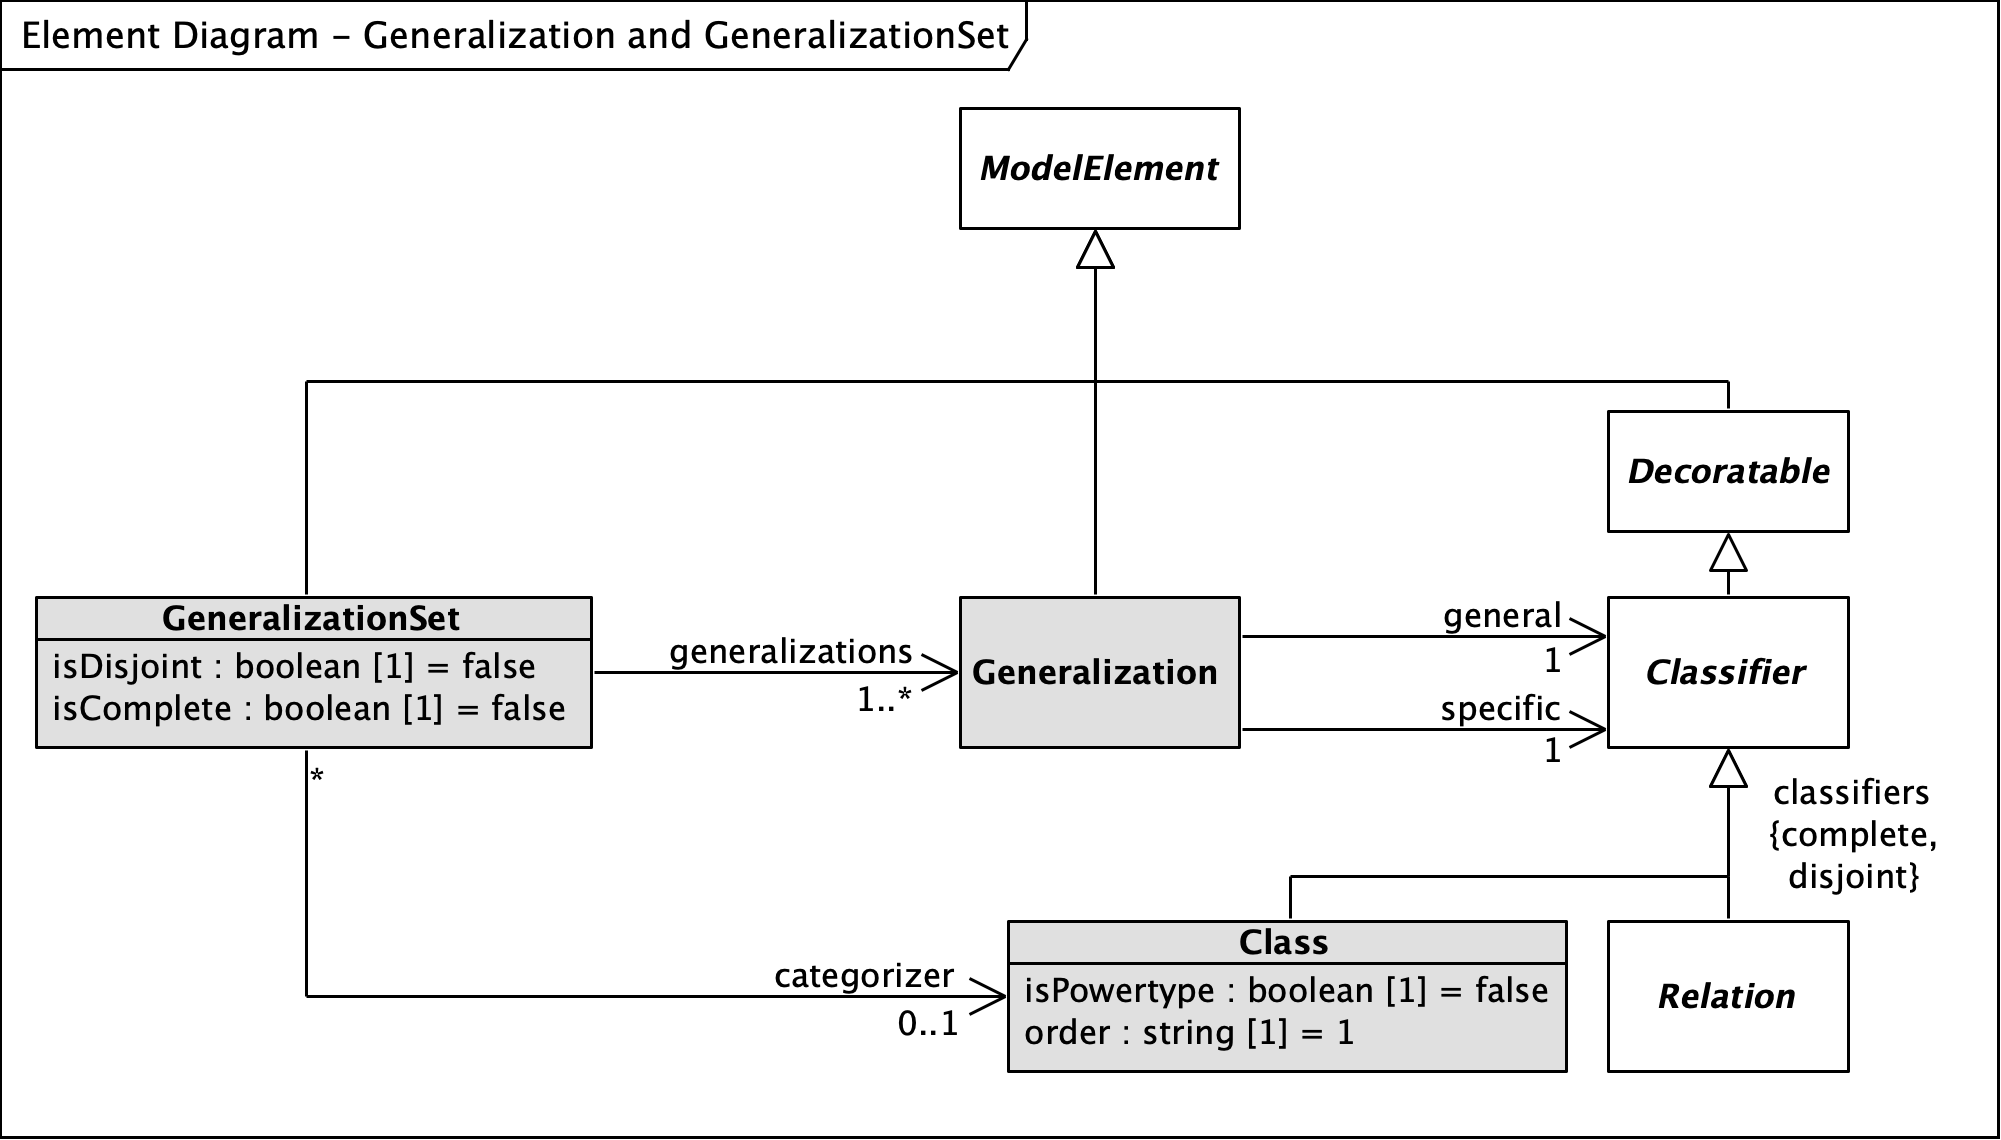 Element Diagram – Generalization and GeneralizationSet
ModelElement
Decoratable
GeneralizationSet
isDisjoint : boolean [1] = false
isComplete : boolean [1] = false
generalizations
1..*
Generalization
general
1
specific
1
Classifier
*
classifiers
{complete,
disjoint}
categorizer
0..1
Class
isPowertype : boolean [1] = false
order : string [1] = 1
Relation